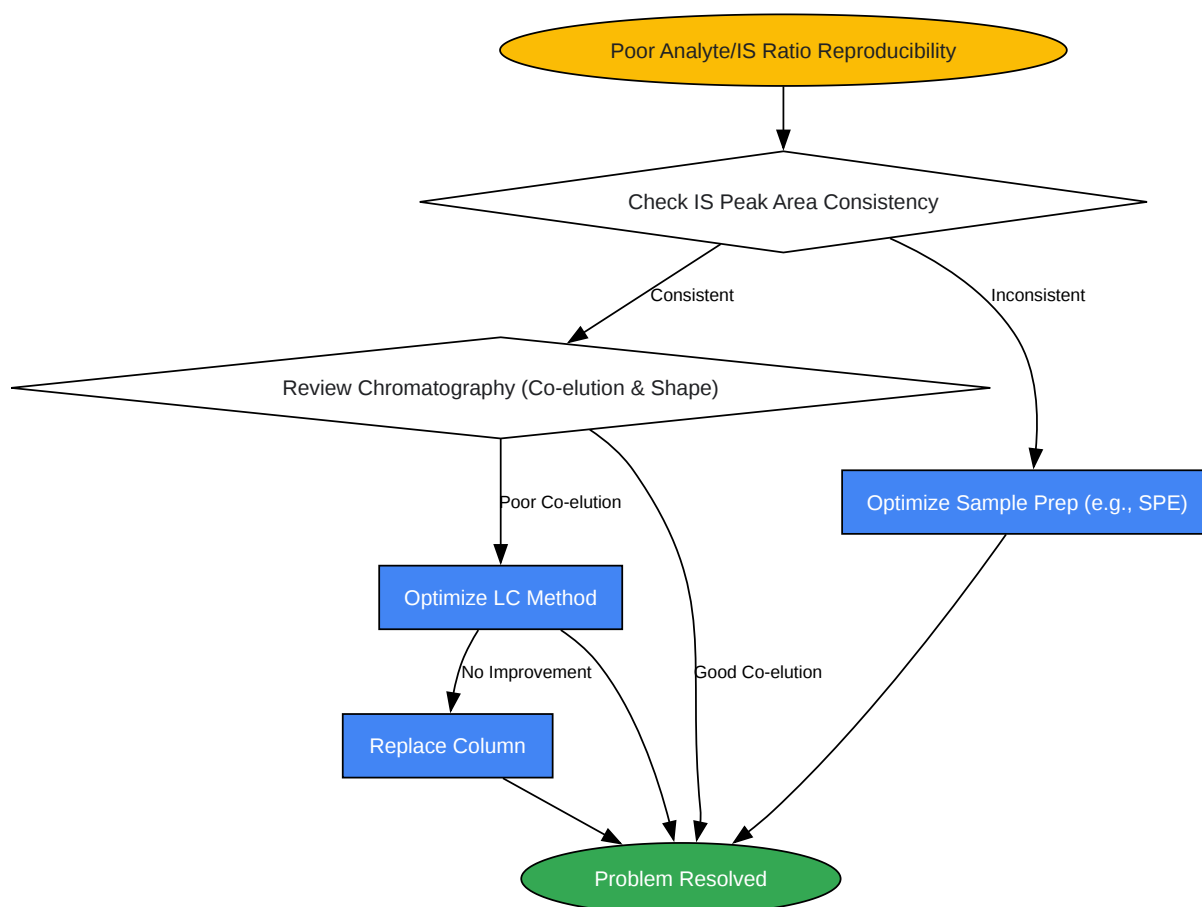 Poor Analyte/IS Ratio Reproducibility
Check IS Peak Area Consistency
Consistent
Inconsistent
Review Chromatography (Co-elution & Shape)
Poor Co-elution
Optimize Sample Prep (e.g., SPE)
Optimize LC Method
No Improvement
Good Co-elution
Replace Column
Problem Resolved